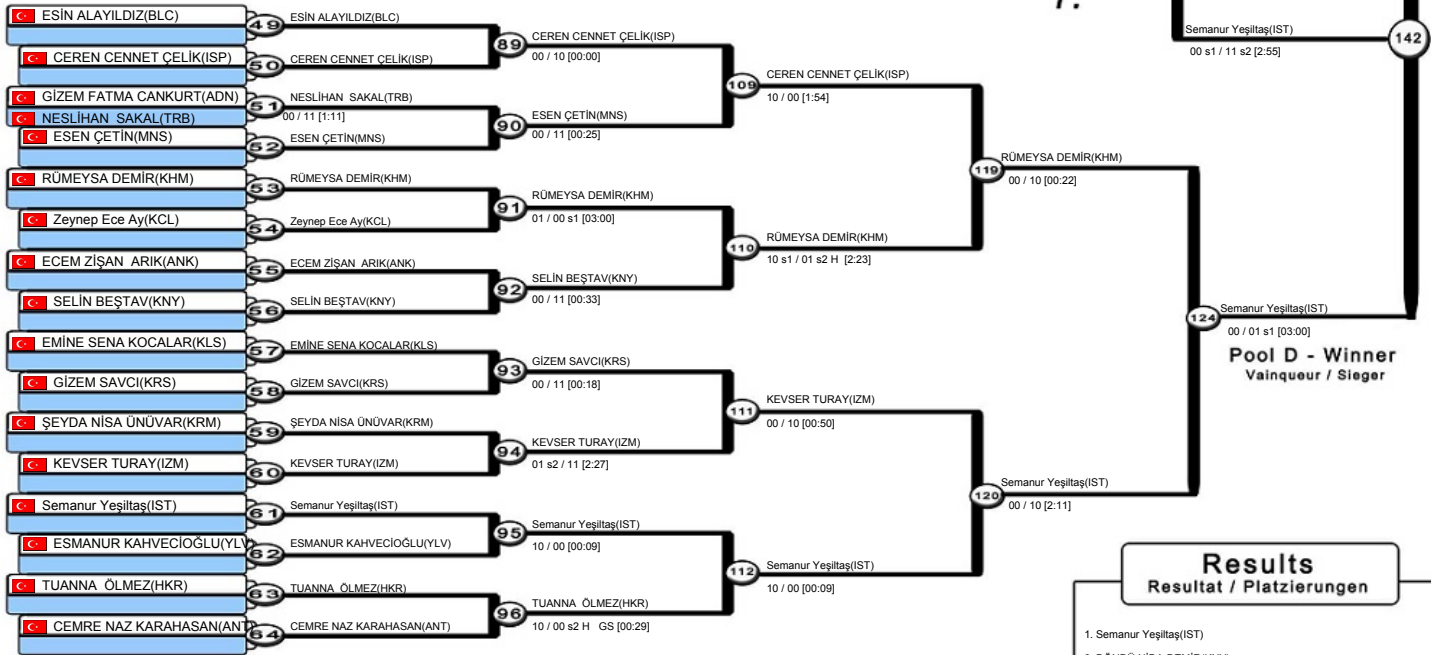 ESİN ALAYILDIZ(BLC)
CEREN CENNET ÇELİK(ISP)
GİZEM FATMA CANKURT(ADN)
NESLİHAN SAKAL(TRB)
ESEN ÇETİN(MNS)
RÜMEYSA DEMİR(KHM)
Zeynep Ece Ay(KCL)
ECEM ZİŞAN ARIK(ANK)
SELİN BEŞTAV(KNY)
EMİNE SENA KOCALAR(KLS)
GİZEM SAVCI(KRS)
ŞEYDA NİSA ÜNÜVAR(KRM)
KEVSER TURAY(IZM)
Semanur Yeşiltaş(IST)
ESMANUR KAHVECİOĞLU(YLV)
TUANNA ÖLMEZ(HKR)
CEMRE NAZ KARAHASAN(ANT)
49 ESİN ALAYILDIZ(BLC)
50 CEREN CENNET ÇELİK(ISP)
51 NESLİHAN SAKAL(TRB)
00 / 11 [1:11]
52 ESEN ÇETİN(MNS)
53 RÜMEYSA DEMİR(KHM)
54 Zeynep Ece Ay(KCL)
55 ECEM ZİŞAN ARIK(ANK)
56 SELİN BEŞTAV(KNY)
57 EMİNE SENA KOCALAR(KLS)
58 GİZEM SAVCI(KRS)
59 ŞEYDA NİSA ÜNÜVAR(KRM)
60 KEVSER TURAY(IZM)
61 Semanur Yeşiltaş(IST)
62 ESMANUR KAHVECİOĞLU(YLV)
63 TUANNA ÖLMEZ(HKR)
64 CEMRE NAZ KARAHASAN(ANT)
89 CEREN CENNET ÇELİK(ISP)
00 / 10 [00:00]
90 ESEN ÇETİN(MNS)
00 / 11 [00:25]
91 RÜMEYSA DEMİR(KHM)
01 / 00 s1 [03:00]
92 SELİN BEŞTAV(KNY)
00 / 11 [00:33]
93 GİZEM SAVCI(KRS)
00 / 11 [00:18]
94 KEVSER TURAY(IZM)
01 s2 / 11 [2:27]
95 Semanur Yeşiltaş(IST)
10 / 00 [00:09]
96 TUANNA ÖLMEZ(HKR)
10 / 00 s2 H GS [00:29]
109 CEREN CENNET ÇELİK(ISP)
10 / 00 [1:54]
110 RÜMEYSA DEMİR(KHM)
10 s1 / 01 s2 H [2:23]
111 KEVSER TURAY(IZM)
00 / 10 [00:50]
112 Semanur Yeşiltaş(IST)
10 / 00 [00:09]
119 RÜMEYSA DEMİR(KHM)
00 / 10 [00:22]
120 Semanur Yeşiltaş(IST)
00 / 10 [2:11]
124 Semanur Yeşiltaş(IST)
00 / 01 s1 [03:00]
Pool D - Winner
Vainqueur / Sieger
Semanur Yeşiltaş(IST) 142
00 s1 / 11 s2 [2:55]
Results
Resultat / Platzierungen
1. Semanur Yeşiltaş(IST)